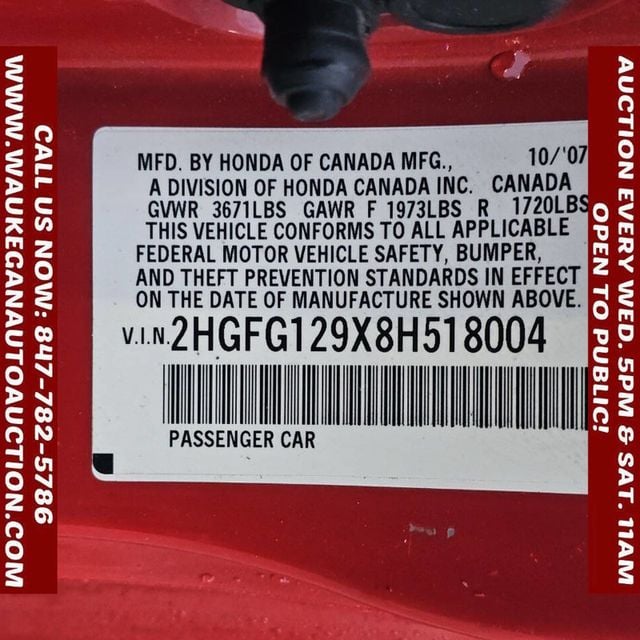 WWW.WAUKEGANAUTOAUCTION.COM
CALL US NOW: 847-782-5786
MFD. BY HONDA OF CANADA MFG., 10/'07
A DIVISION OF HONDA CANADA INC. CANADA
GVWR 3671LBS GAWR F 1973LBS R 1720LBS
THIS VEHICLE CONFORMS TO ALL APPLICABLE
FEDERAL MOTOR VEHICLE SAFETY, BUMPER,
AND THEFT PREVENTION STANDARDS IN EFFECT
ON THE DATE OF MANUFACTURE SHOWN ABOVE.
V.I.N. 2HGFG129X8H518004
PASSENGER CAR
AUCTION EVERY WED. 5PM & SAT. 11AM
OPEN TO PUBLIC!